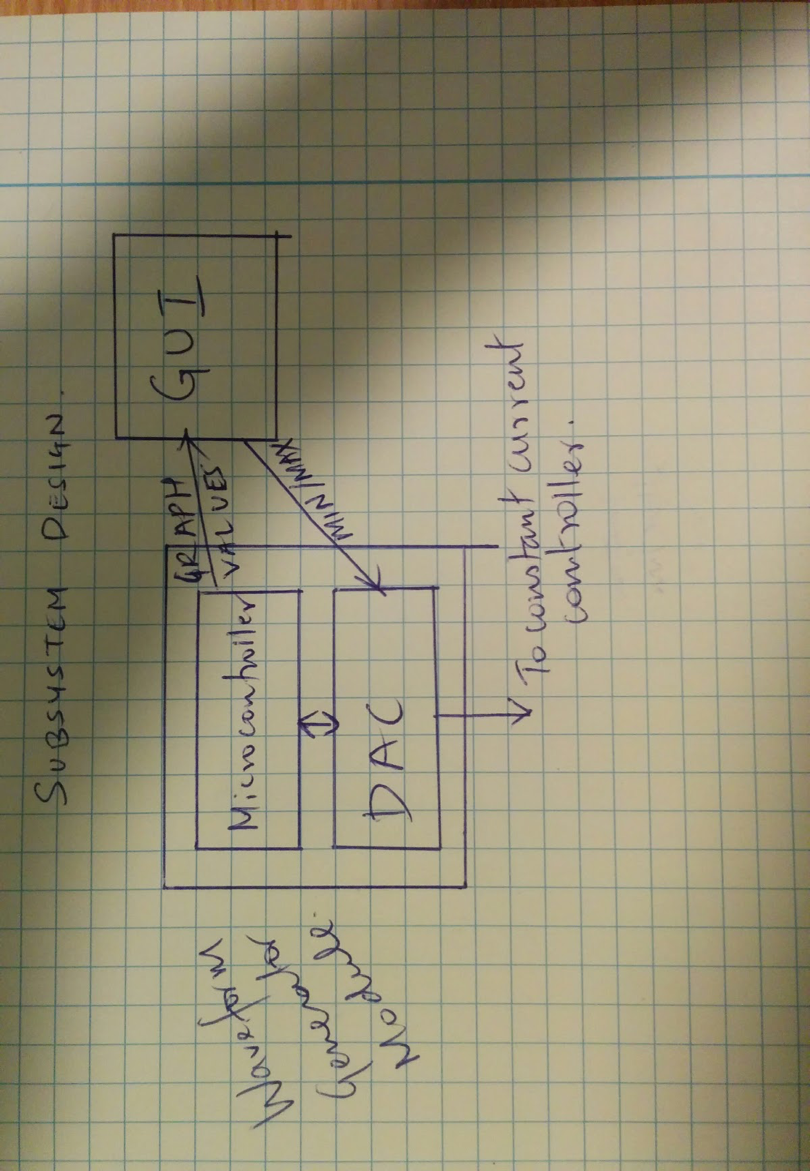 SUBSYSTEM DESIGN.
Waveform
Generator
Module.
Microcontroller
DAC
GRAPH
VALUES
MIN/MAX
GUI
To constant current
controller.